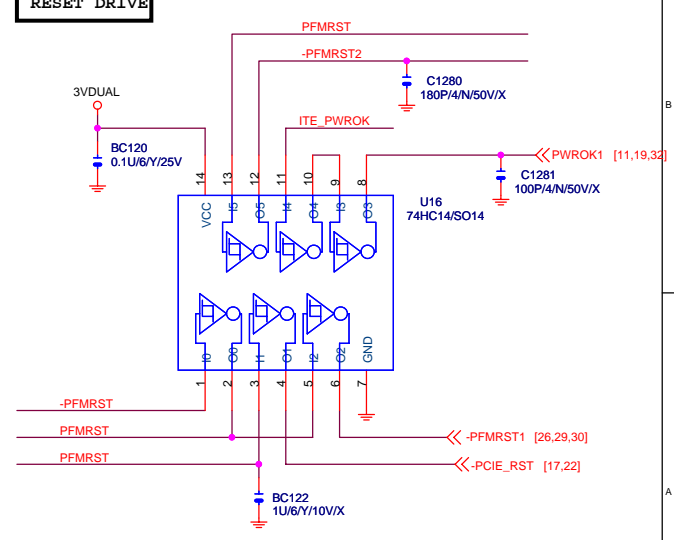 RESET DRIVE
PFMRST
-PFMRST2
C1280
180P/4/N/50V/X
3VDUAL
B
ITE_PWROK
BC120
0.1U/6/Y/25V
PWROK1 [11,19,32]
C1281
100P/4/N/50V/X
14 13 12 11 10 9 8
U16
74HC14/SO14
VCC I5 O5 I4 O4 I3 O3
I0 O0 I1 O1 I2 O2 GND
1 2 3 4 5 6 7
-PFMRST
PFMRST
-PFMRST1 [26,29,30]
PFMRST
-PCIE_RST [17,22]
BC122
1U/6/Y/10V/X
A